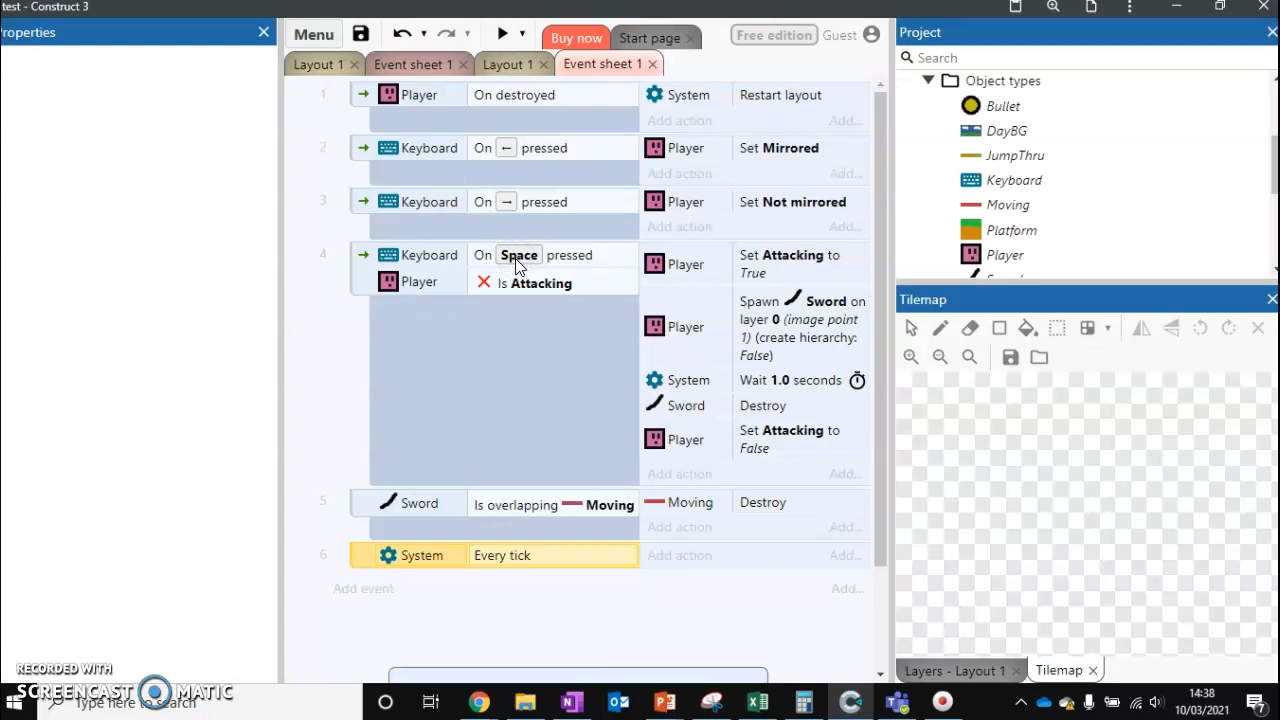 test - Construct 3
Properties
Menu
Buy now
Start page
Free edition
Guest
Layout 1
Event sheet 1
Layout 1
Event sheet 1
1
Player
On destroyed
System
Restart layout
Add action
Add...
2
Keyboard
On ← pressed
Player
Set Mirrored
Add action
Add...
3
Keyboard
On → pressed
Player
Set Not mirrored
Add action
Add...
4
Keyboard
On Space pressed
Player
Is Attacking
Player
Set Attacking to
True
Player
Spawn Sword on
layer 0 (image point
1) (create hierarchy:
False)
System
Wait 1.0 seconds
Sword
Destroy
Player
Set Attacking to
False
Add action
Add...
5
Sword
Is overlapping Moving
Moving
Destroy
Add action
Add...
6
System
Every tick
Add action
Add...
Add event
Add...
Project
Search
Object types
Bullet
DayBG
JumpThru
Keyboard
Moving
Platform
Player
Tilemap
Layers - Layout 1
Tilemap
RECORDED WITH
SCREENCAST MATIC
Type here to search
14:38
10/03/2021
7